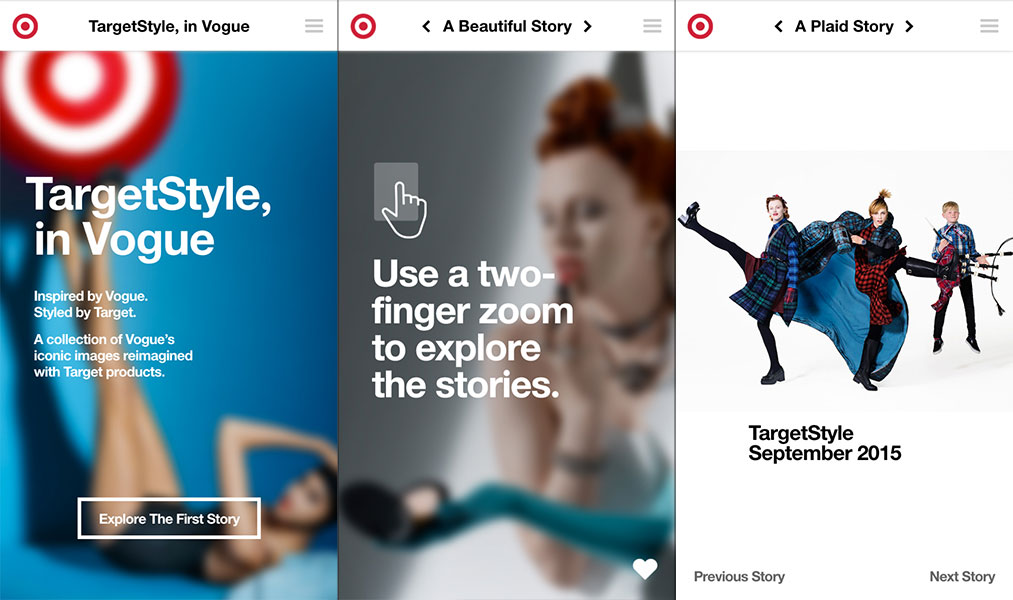 TargetStyle, in Vogue
TargetStyle,
in Vogue
Inspired by Vogue.
Styled by Target.
A collection of Vogue's
iconic images reimagined
with Target products.
Explore The First Story
A Beautiful Story
Use a two-
finger zoom
to explore
the stories.
A Plaid Story
TargetStyle
September 2015
Previous Story
Next Story